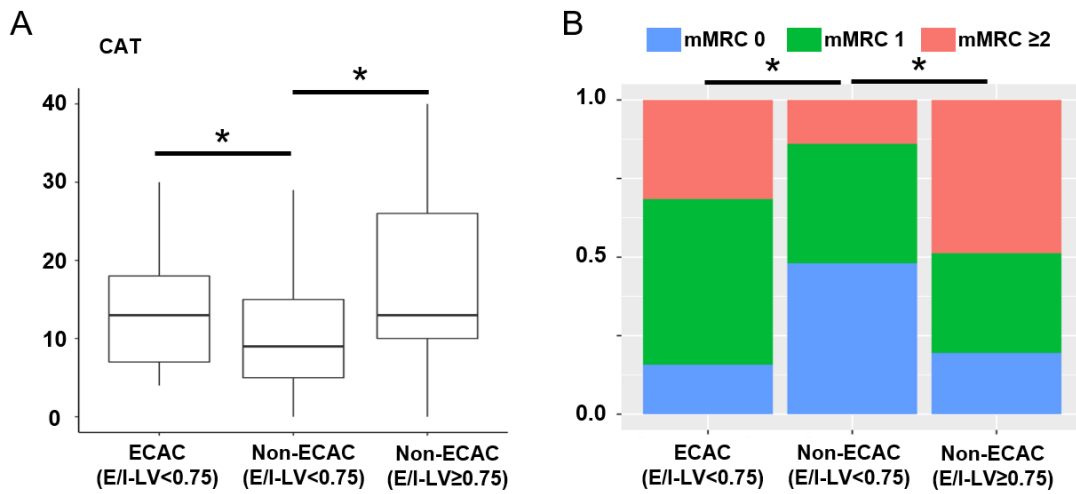 A
CAT
*
*
40
30
20
10
0
ECAC
(E/I-LV<0.75)
Non-ECAC
(E/I-LV<0.75)
Non-ECAC
(E/I-LV≥0.75)
B
mMRC 0 mMRC 1 mMRC ≥2
*
*
1.0
0.5
0.0
ECAC
(E/I-LV<0.75)
Non-ECAC
(E/I-LV<0.75)
Non-ECAC
(E/I-LV≥0.75)